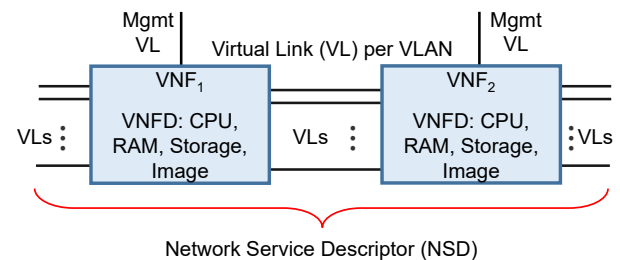 Mgmt
VL
Virtual Link (VL) per VLAN
Mgmt
VL
VNF1
VNFD: CPU,
RAM, Storage,
Image
VNF2
VNFD: CPU,
RAM, Storage,
Image
VLs
VLs
VLs
Network Service Descriptor (NSD)